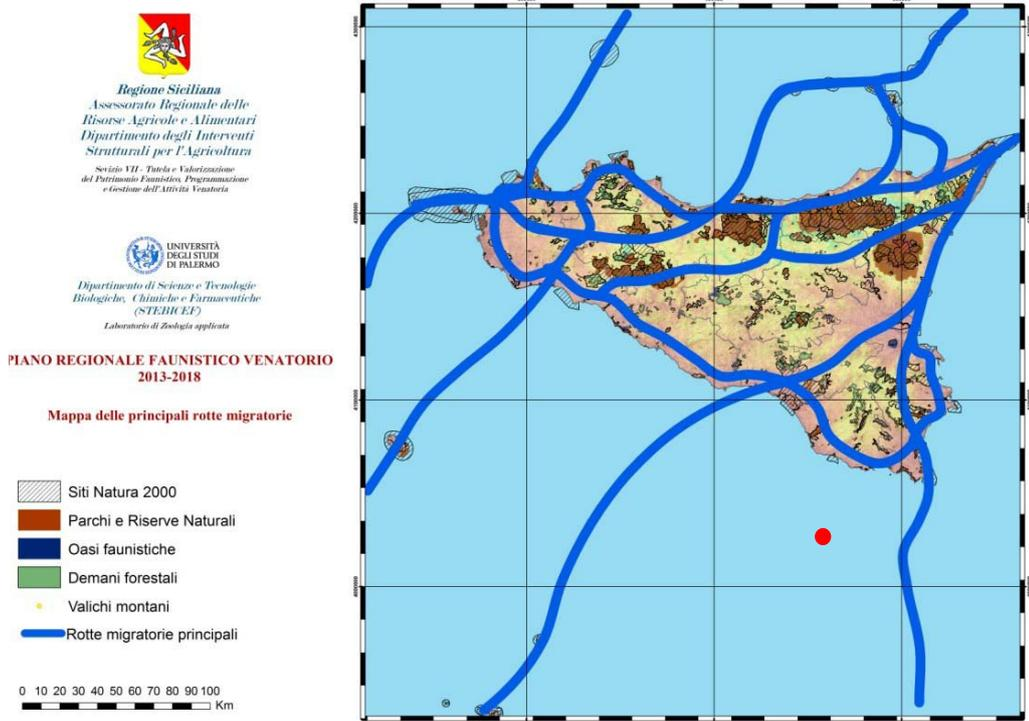 Regione Siciliana
Assessorato Regionale delle
Risorse Agricole e Alimentari
Dipartimento degli Interventi
Strutturali per l'Agricoltura
Sevizio VII - Tutela e Valorizzazione
del Patrimonio Faunistico, Programmazione
e Gestione dell'Attività Venatoria
UNIVERSITÀ
DEGLI STUDI
DI PALERMO
Dipartimento di Scienze e Tecnologie
Biologiche, Chimiche e Farmaceutiche
(STEBICEF)
Laboratorio di Zoologia applicata
PIANO REGIONALE FAUNISTICO VENATORIO
2013-2018
Mappa delle principali rotte migratorie
Siti Natura 2000
Parchi e Riserve Naturali
Oasi faunistiche
Demani forestali
Valichi montani
Rotte migratorie principali
0 10 20 30 40 50 60 70 80 90 100
Km
4300000
4200000
4100000